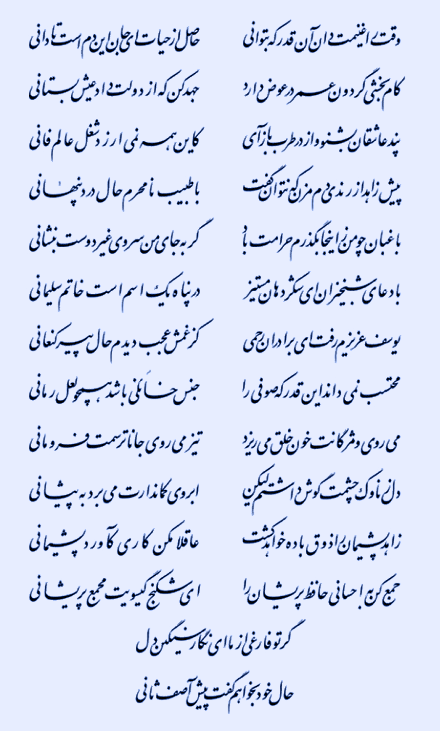 وقت را غنیمت دان آن قدر که بتوانی حاصل از حیات ای جان این دم است تا دانی
کام بخشی گردون عمر در عوض دارد جهد کن که از دولت داد عیش بستانی
پند عاشقان بشنو و از در طرب بازآی کاین همه نمی ارزد شغل عالم فانی
پیش زاهد از رندی دم مزن که نتوان گفت با طبیب نامحرم حال درد پنهانی
باغبان چو من زین جا بگذرم حرامت باد گر به جای من سروی غیر دوست بنشانی
با دعای شبخیزان ای شکردهان مستیز در پناه یک اسم است خاتم سلیمانی
یوسف عزیزم رفت ای برادران رحمی کز غمش عجب دیدم حال پیر کنعانی
محتسب نمی داند این قدر که صوفی را جنس خانگی باشد همچو لعل رمانی
می روی و مژگانت خون خلق می ریزد تیز می روی جانا ترسمت فرومانی
دل ز ناوک چشمت گوش داشتم لیکن ابروی کماندارت می برد به پیشانی
زاهد پشیمان را ذوق باده خواهد کشت عاقلا مکن کاری کآورد پشیمانی
جمع کن به احسانی حافظ پریشان را ای شکنج گیسویت مجمع پریشانی
گر تو فارغی از ما ای نگار سنگین دل
حال خود بخواهم گفت پیش آصف ثانی